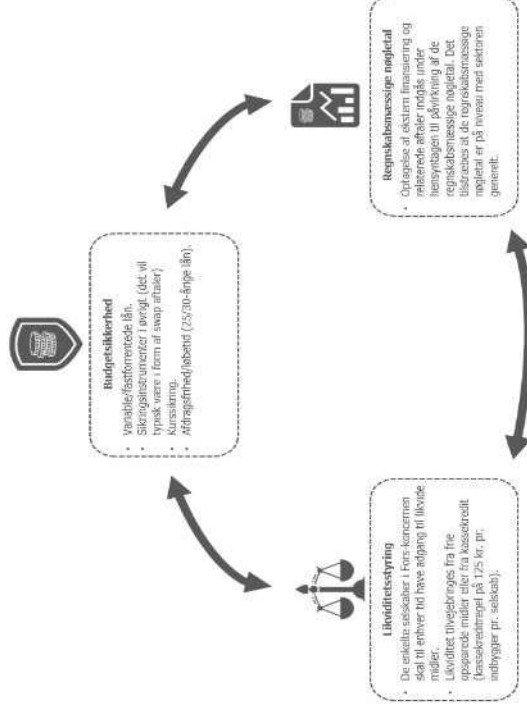 Budgetsikkerhed
• Variable/fastforrentede lån.
• Sikringsinstrumenter i øvrigt (det vil
typisk være i form af swap aftaler)
• Kurssikring.
• Afdragsfrihed/løbetid (25/30-årige lån).
Likviditetsstyring
• De enkelte selskaber i Fors-koncernen
skal til enhver tid have adgang til likvide
midler.
• Likviditet tilvejebringes fra frie
opsparede midler eller fra kassekredit
(kassekreditregel på 125 kr. pr.
indbygger pr. selskab).
Regnskabsmæssige nøgletal
• Optagelse af ekstern finansiering og
relaterede aftaler indgås under
hensyntagen til påvirkning af de
regnskabsmæssige nøgletal. Det
tilstræbes at de regnskabsmæssige
nøgletal er på niveau med sektoren
generelt.